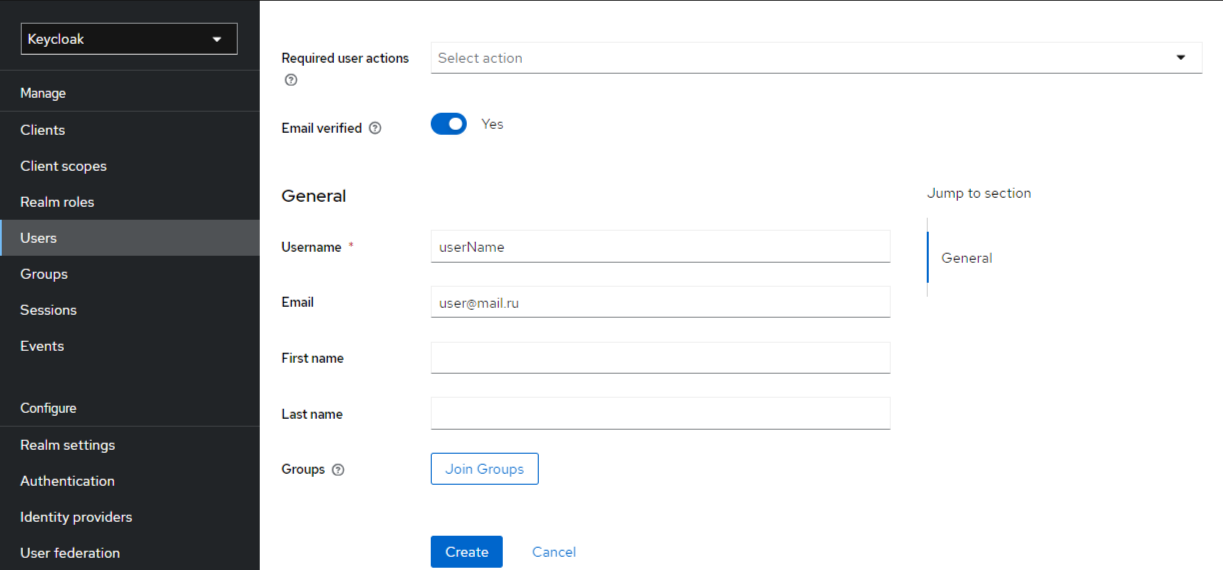 Keycloak
Manage
Clients
Client scopes
Realm roles
Users
Groups
Sessions
Events
Configure
Realm settings
Authentication
Identity providers
User federation
Required user actions
Select action
Email verified
Yes
General
Username *
userName
Email
user@mail.ru
First name
Last name
Groups
Join Groups
Create
Cancel
Jump to section
General